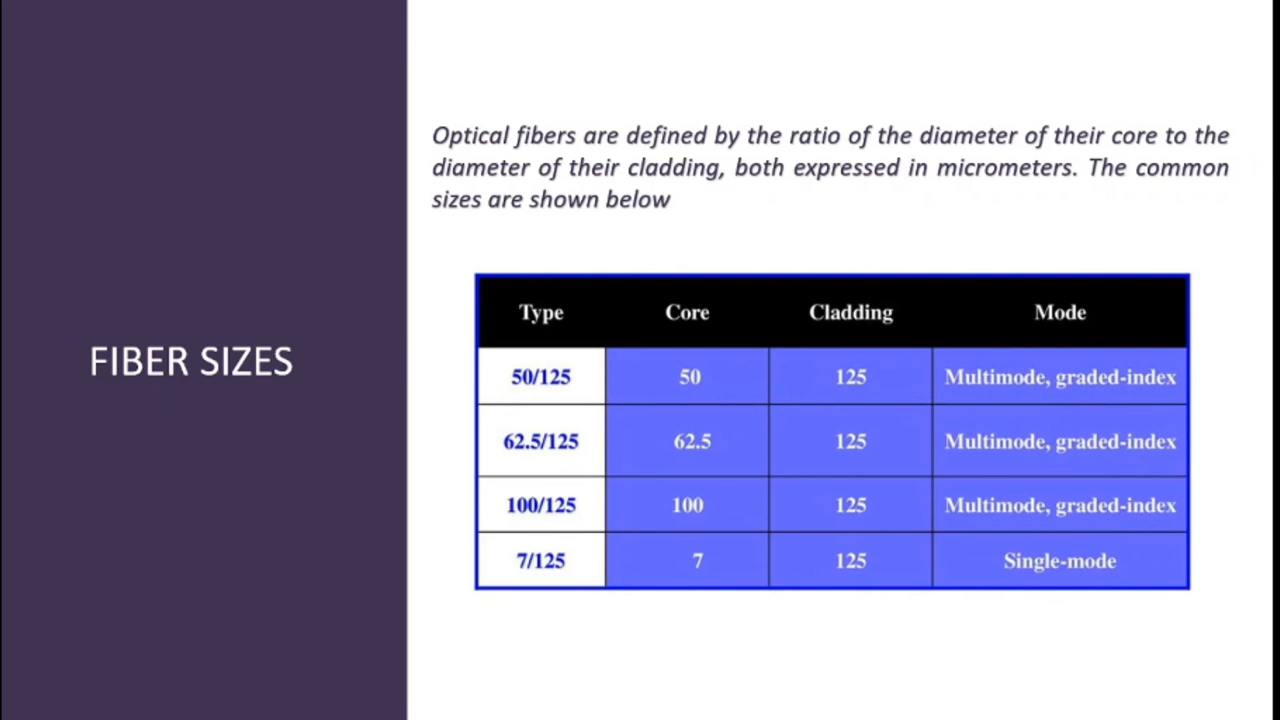 FIBER SIZES
Optical fibers are defined by the ratio of the diameter of their core to the
diameter of their cladding, both expressed in micrometers. The common
sizes are shown below
Type Core Cladding Mode
50/125 50 125 Multimode, graded-index
62.5/125 62.5 125 Multimode, graded-index
100/125 100 125 Multimode, graded-index
7/125 7 125 Single-mode